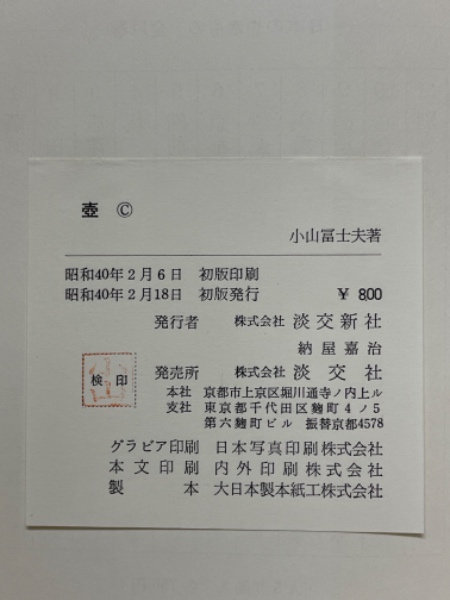 壺 ©
小山冨士夫著
昭和40年2月6日 初版印刷
昭和40年2月18日 初版発行 ¥ 800
発行者 株式会社 淡交新社
納屋嘉治
検印
発売所 株式会社 淡交社
本社 京都市上京区堀川通寺ノ内上ル
支社 東京都千代田区麹町4ノ5
第六麹町ビル 振替京都4578
グラビア印刷 日本写真印刷株式会社
本文印刷 内外印刷株式会社
製本 大日本製本紙工株式会社